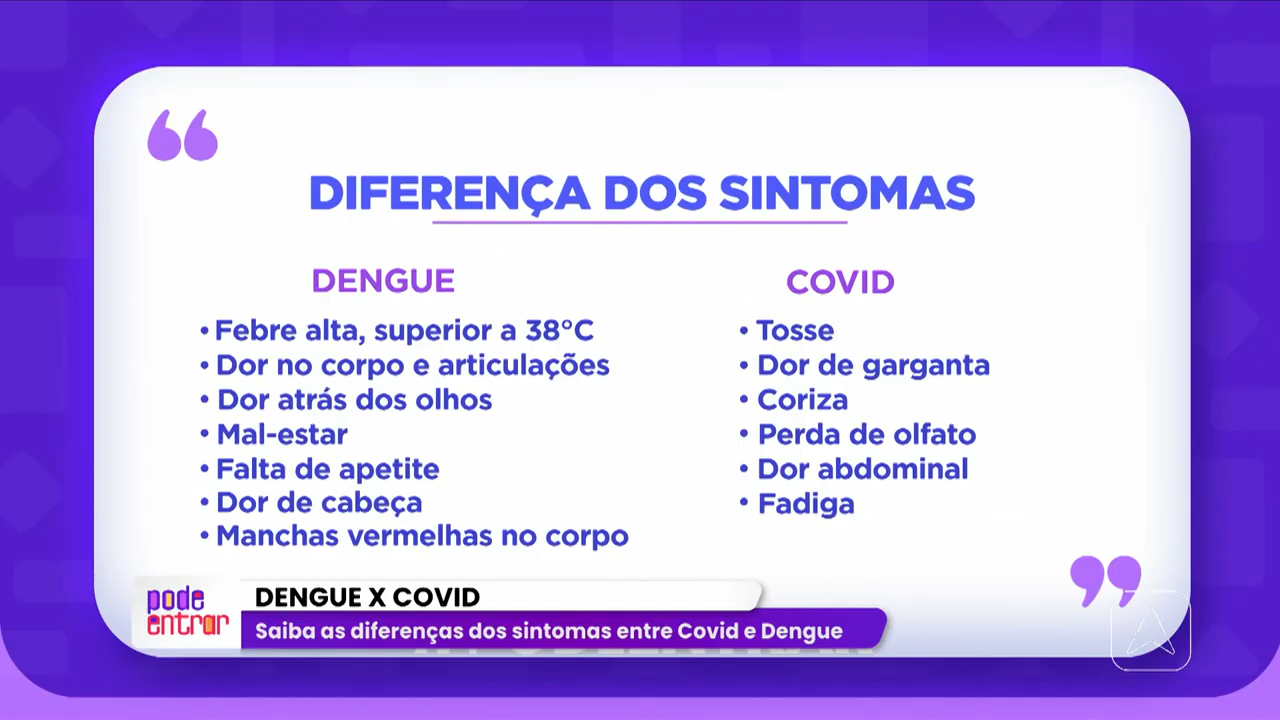 DIFERENÇA DOS SINTOMAS
DENGUE
• Febre alta, superior a 38°C
• Dor no corpo e articulações
• Dor atrás dos olhos
• Mal-estar
• Falta de apetite
• Dor de cabeça
• Manchas vermelhas no corpo
COVID
• Tosse
• Dor de garganta
• Coriza
• Perda de olfato
• Dor abdominal
• Fadiga
pode
entrar
DENGUE X COVID
Saiba as diferenças dos sintomas entre Covid e Dengue